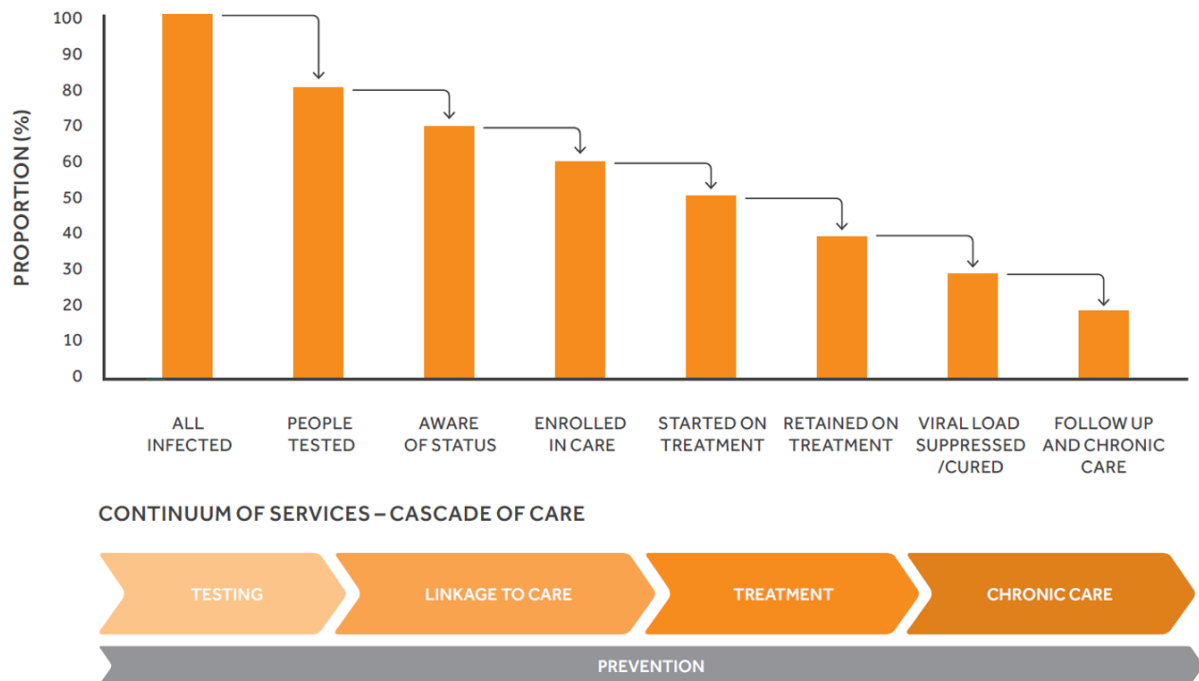 PROPORTION (%)
100
90
80
70
60
50
40
30
20
10
0
ALL
INFECTED
PEOPLE
TESTED
AWARE
OF STATUS
ENROLLED
IN CARE
STARTED ON
TREATMENT
RETAINED ON
TREATMENT
VIRAL LOAD
SUPPRESSED
/CURED
FOLLOW UP
AND CHRONIC
CARE
CONTINUUM OF SERVICES – CASCADE OF CARE
TESTING
LINKAGE TO CARE
TREATMENT
CHRONIC CARE
PREVENTION